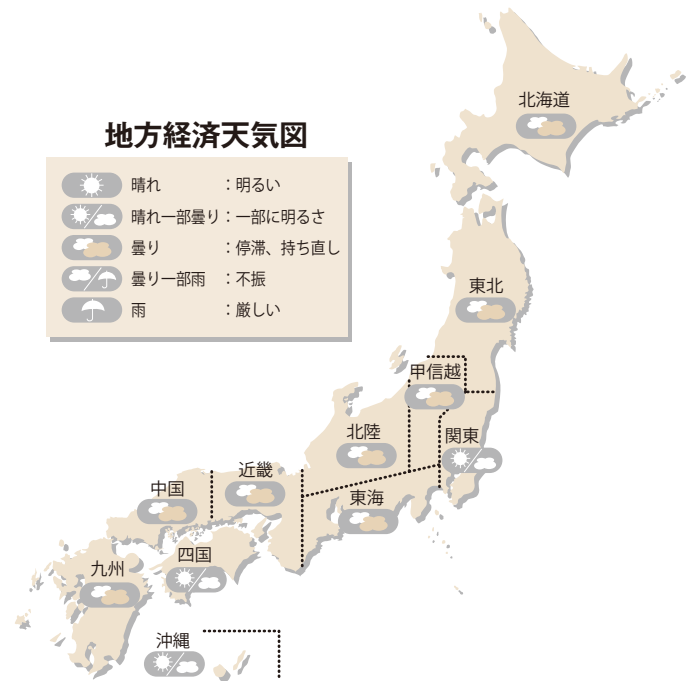 地方経済天気図
晴れ：明るい
晴れ一部曇り：一部に明るさ
曇り：停滞、持ち直し
曇り一部雨：不振
雨：厳しい
北海道
東北
甲信越
北陸
関東
近畿
中国
東海
四国
九州
沖縄